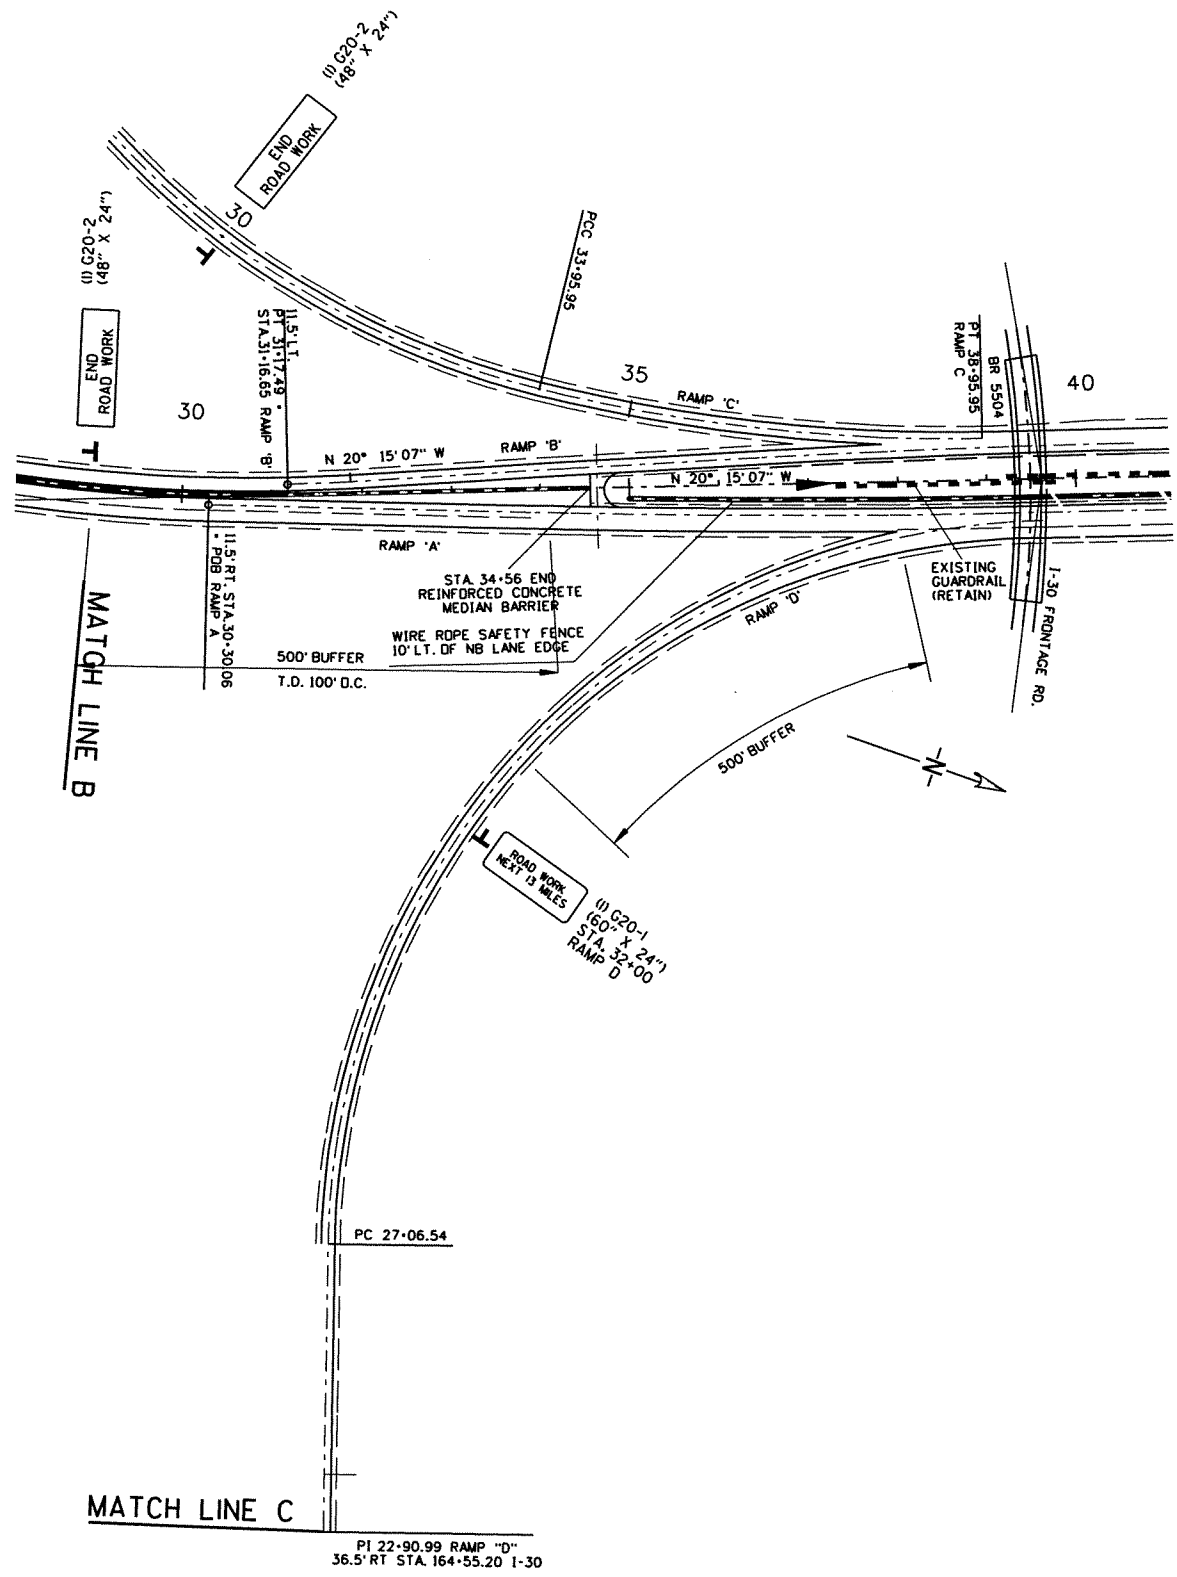 (1) G20-2
(48" X 24")
END
ROAD WORK
30
(1) G20-2
(48" X 24")
END
ROAD WORK
30
11.5' LT.
PT 31+17.49 =
STA.31+16.65 RAMP 'B'
PCC 33+95.95
35
RAMP 'C'
PT 38+95.95
RAMP C
BR 5504
40
N 20° 15' 07" W
RAMP 'B'
N 20° 15' 07" W
RAMP 'A'
11.5' RT. STA.30+30.06
= POB RAMP A
STA. 34+56 END
REINFORCED CONCRETE
MEDIAN BARRIER
WIRE ROPE SAFETY FENCE
10' LT. OF NB LANE EDGE
500' BUFFER
T.D. 100' O.C.
MATCH LINE B
RAMP 'D'
EXISTING
GUARDRAIL
(RETAIN)
I-30 FRONTAGE RD.
500' BUFFER
-N-
ROAD WORK
NEXT 13 MILES
(1) G20-1
(60" X 24")
STA. 32+00
RAMP D
PC 27+06.54
MATCH LINE C
PI 22+90.99 RAMP "D"
36.5' RT STA. 164+55.20 I-30